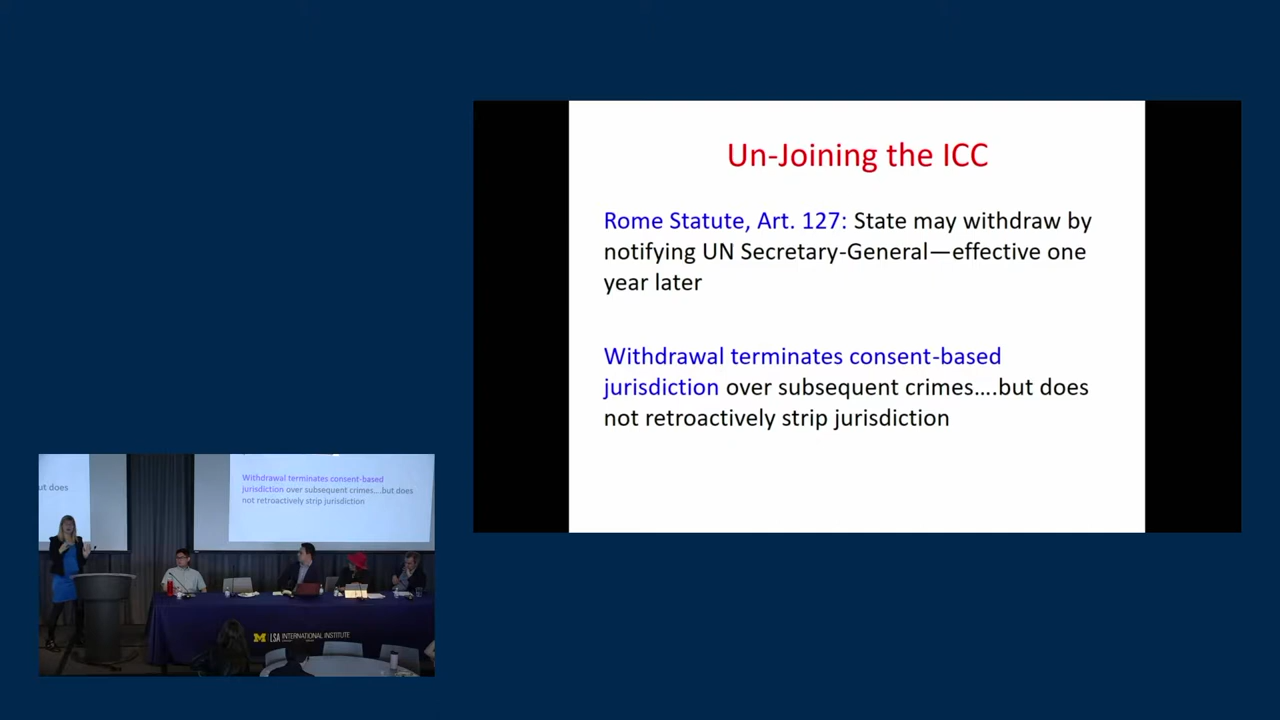 Un-Joining the ICC
Rome Statute, Art. 127: State may withdraw by
notifying UN Secretary-General—effective one
year later
Withdrawal terminates consent-based
jurisdiction over subsequent crimes….but does
not retroactively strip jurisdiction
ut does
Withdrawal terminates consent-based
jurisdiction over subsequent crimes….but does
not retroactively strip jurisdiction
M LSA INTERNATIONAL INSTITUTE